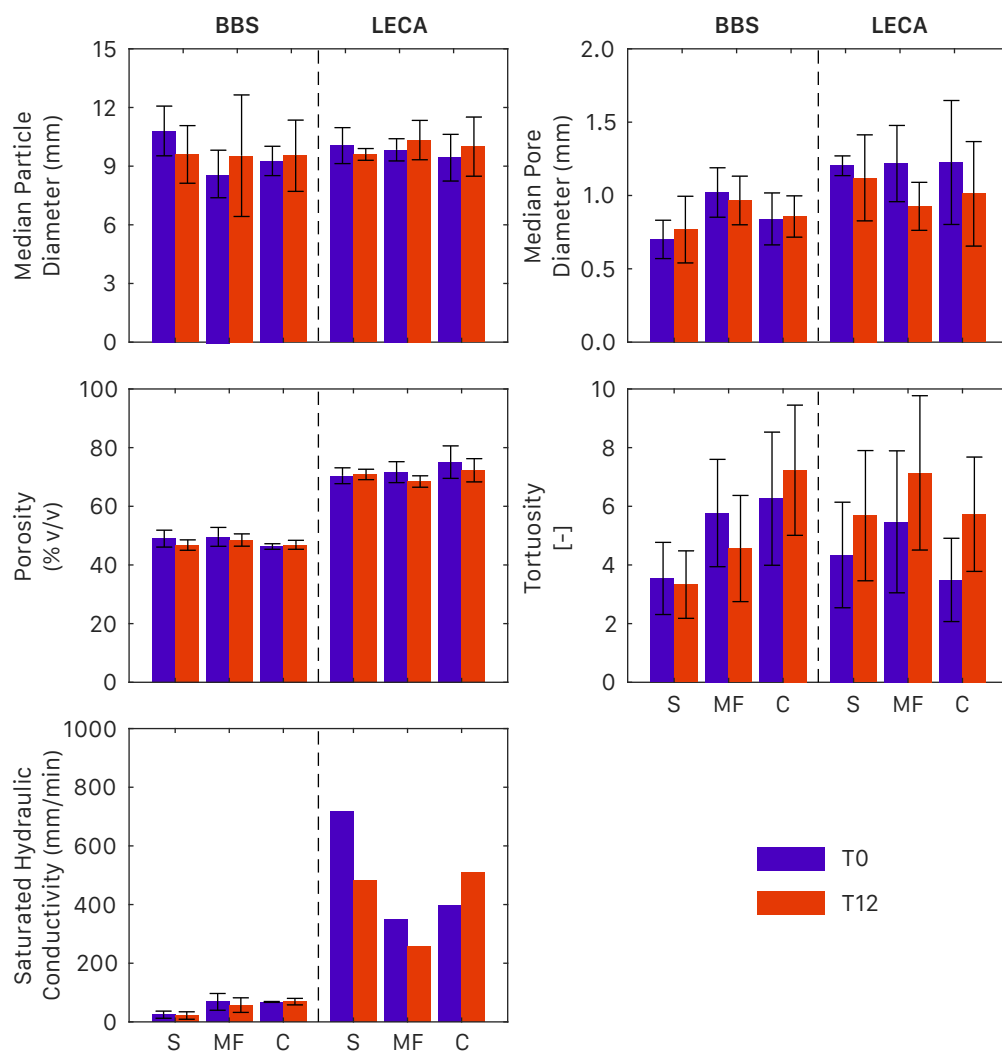 BBS LECA
15
12
9
6
3
0
Median Particle
Diameter (mm)
BBS LECA
2.0
1.5
1.0
0.5
0.0
Median Pore
Diameter (mm)
100
80
60
40
20
0
Porosity
(% v/v)
10
8
6
4
2
0
Tortuosity
[-]
S MF C S MF C
1000
800
600
400
200
0
Saturated Hydraulic
Conductivity (mm/min)
S MF C S MF C
T0
T12